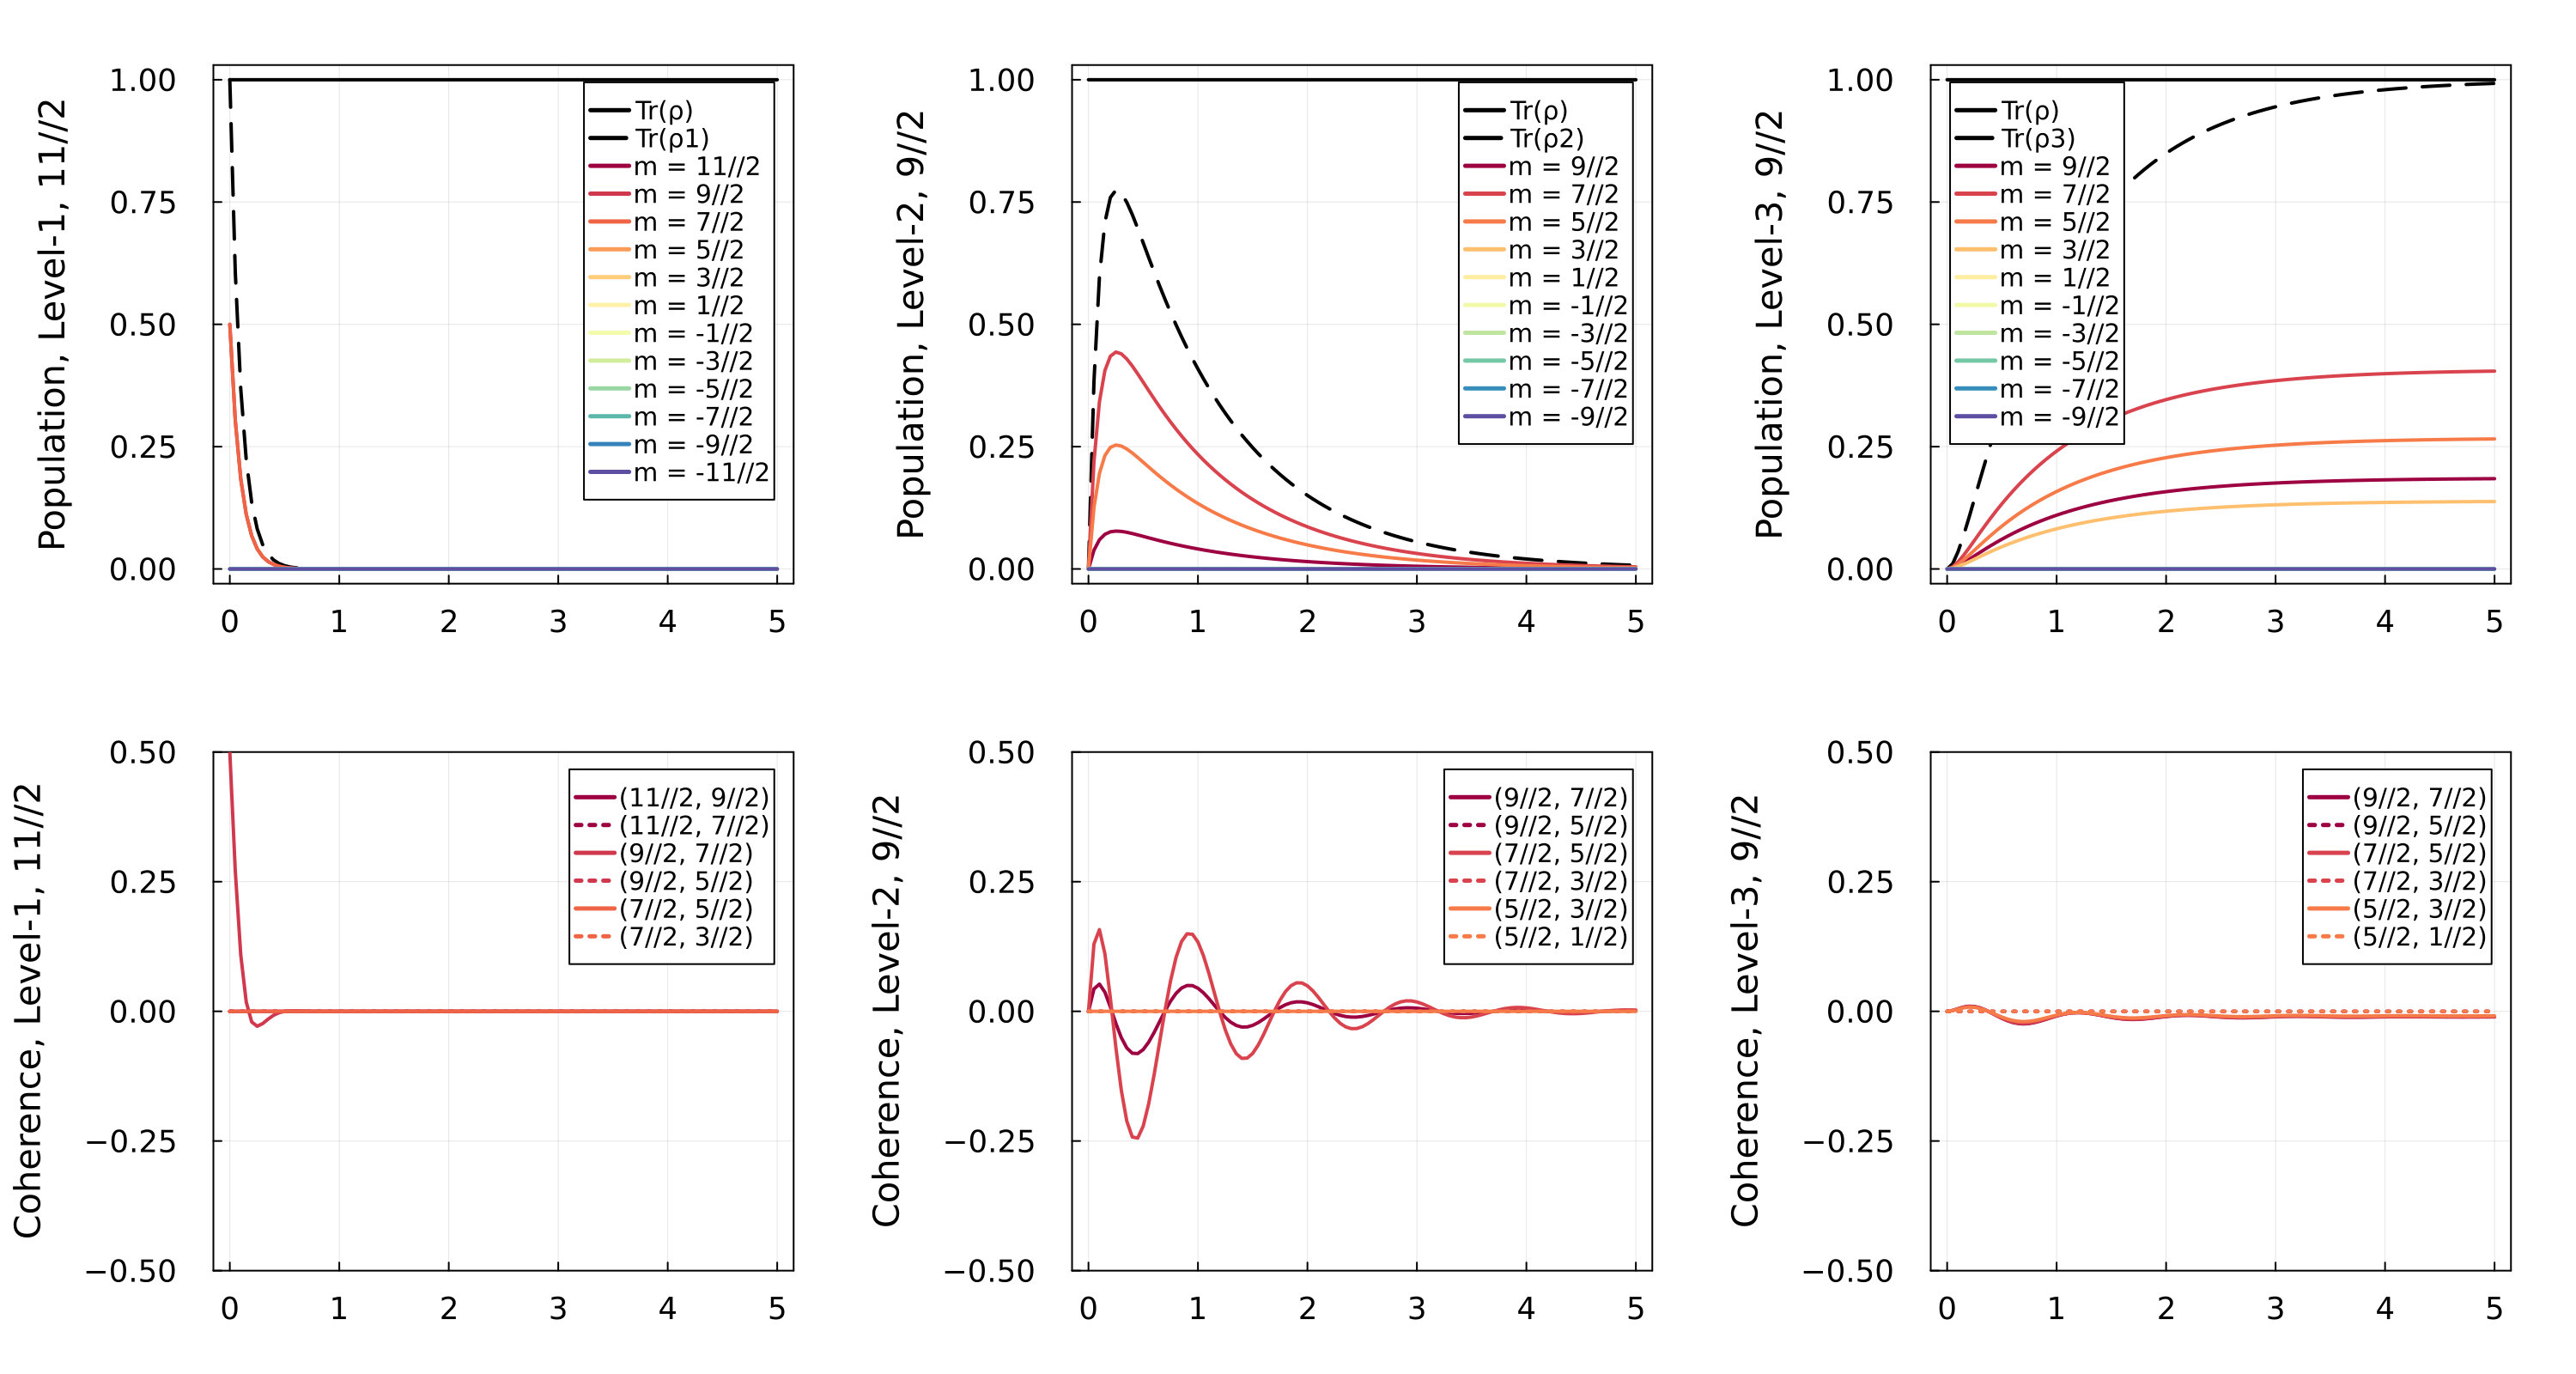 Population, Level-1, 11//2
1.00
0.75
0.50
0.25
0.00
0 1 2 3 4 5
Tr(ρ)
Tr(ρ1)
m = 11//2
m = 9//2
m = 7//2
m = 5//2
m = 3//2
m = 1//2
m = -1//2
m = -3//2
m = -5//2
m = -7//2
m = -9//2
m = -11//2
Population, Level-2, 9//2
1.00
0.75
0.50
0.25
0.00
0 1 2 3 4 5
Tr(ρ)
Tr(ρ2)
m = 9//2
m = 7//2
m = 5//2
m = 3//2
m = 1//2
m = -1//2
m = -3//2
m = -5//2
m = -7//2
m = -9//2
Population, Level-3, 9//2
1.00
0.75
0.50
0.25
0.00
0 1 2 3 4 5
Tr(ρ)
Tr(ρ3)
m = 9//2
m = 7//2
m = 5//2
m = 3//2
m = 1//2
m = -1//2
m = -3//2
m = -5//2
m = -7//2
m = -9//2
Coherence, Level-1, 11//2
0.50
0.25
0.00
−0.25
−0.50
0 1 2 3 4 5
(11//2, 9//2)
(11//2, 7//2)
(9//2, 7//2)
(9//2, 5//2)
(7//2, 5//2)
(7//2, 3//2)
Coherence, Level-2, 9//2
0.50
0.25
0.00
−0.25
−0.50
0 1 2 3 4 5
(9//2, 7//2)
(9//2, 5//2)
(7//2, 5//2)
(7//2, 3//2)
(5//2, 3//2)
(5//2, 1//2)
Coherence, Level-3, 9//2
0.50
0.25
0.00
−0.25
−0.50
0 1 2 3 4 5
(9//2, 7//2)
(9//2, 5//2)
(7//2, 5//2)
(7//2, 3//2)
(5//2, 3//2)
(5//2, 1//2)